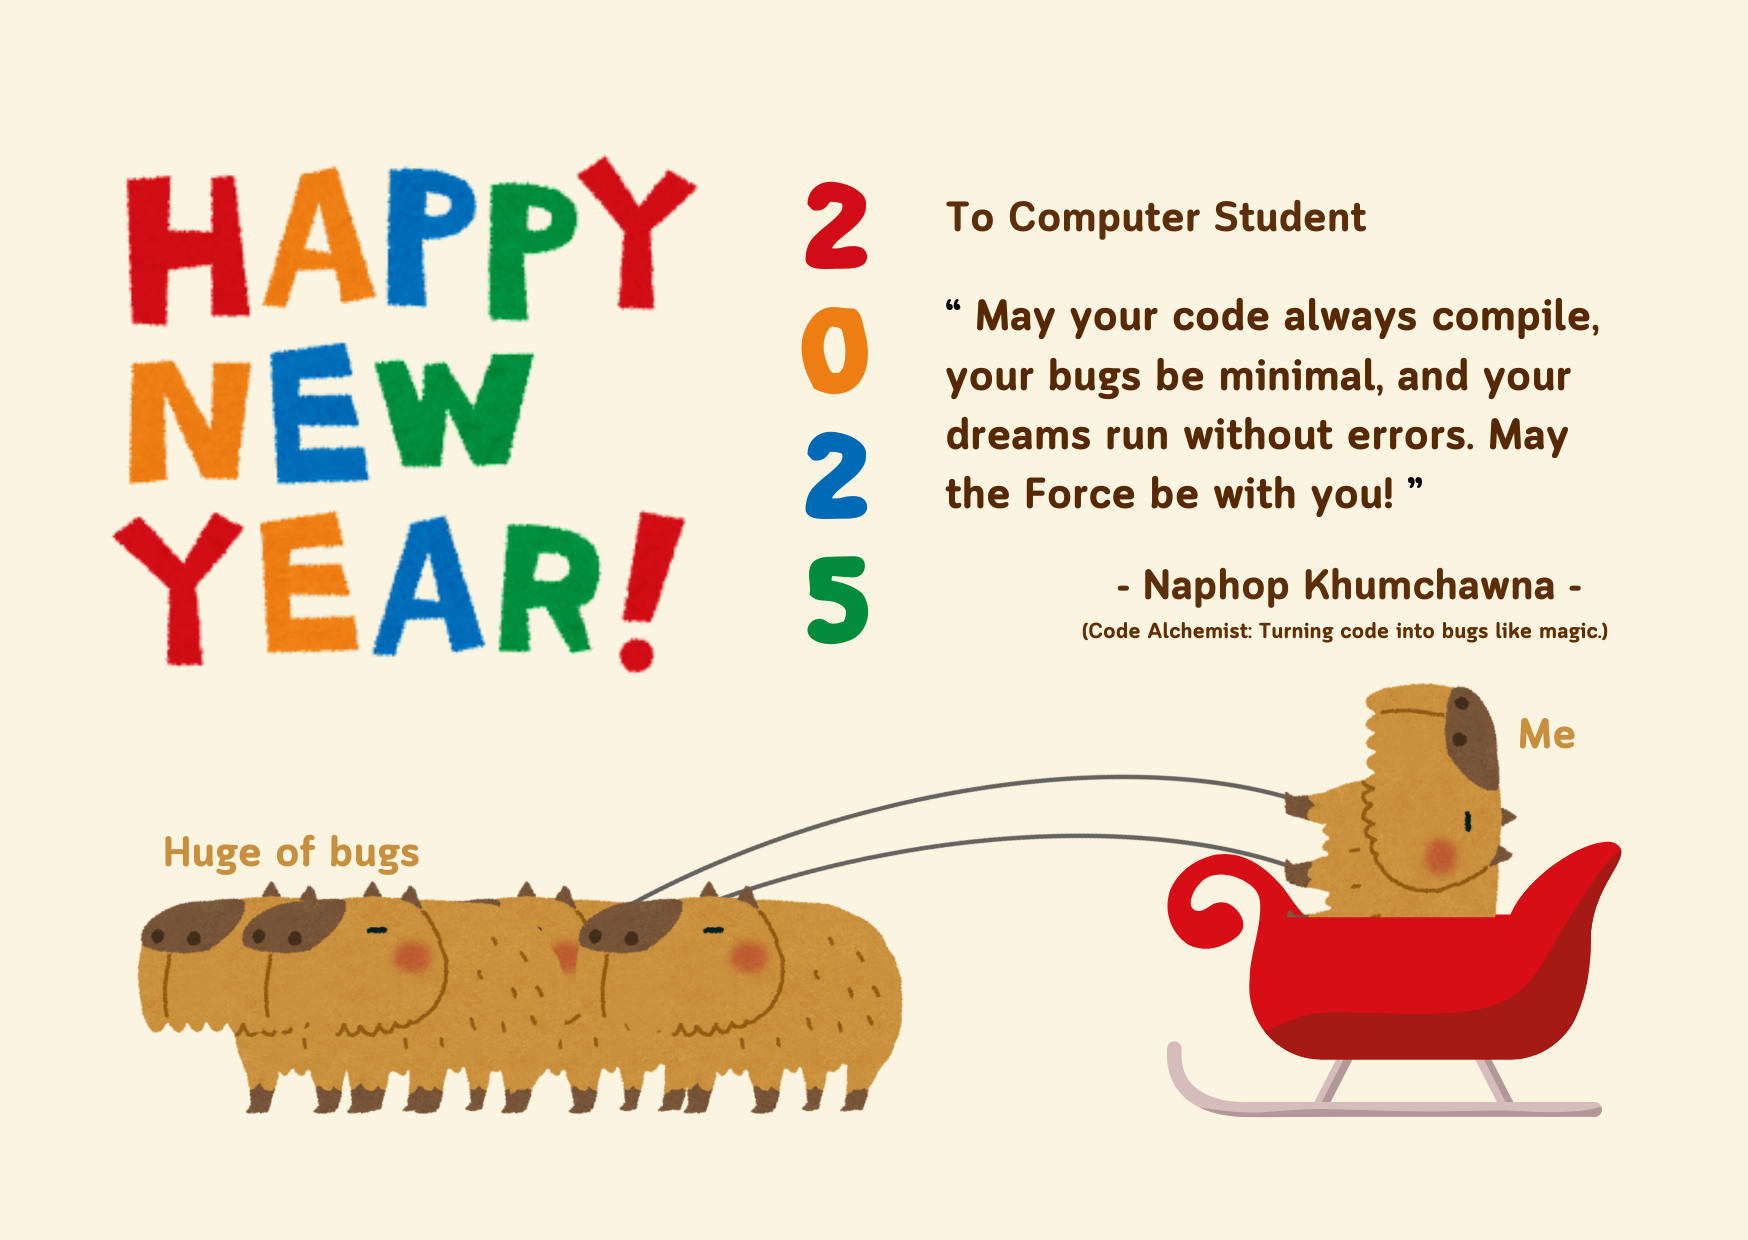 HAPPY
NEW
YEAR!
2
0
2
5
To Computer Student
“ May your code always compile,
your bugs be minimal, and your
dreams run without errors. May
the Force be with you! ”
- Naphop Khumchawna -
(Code Alchemist: Turning code into bugs like magic.)
Me
Huge of bugs